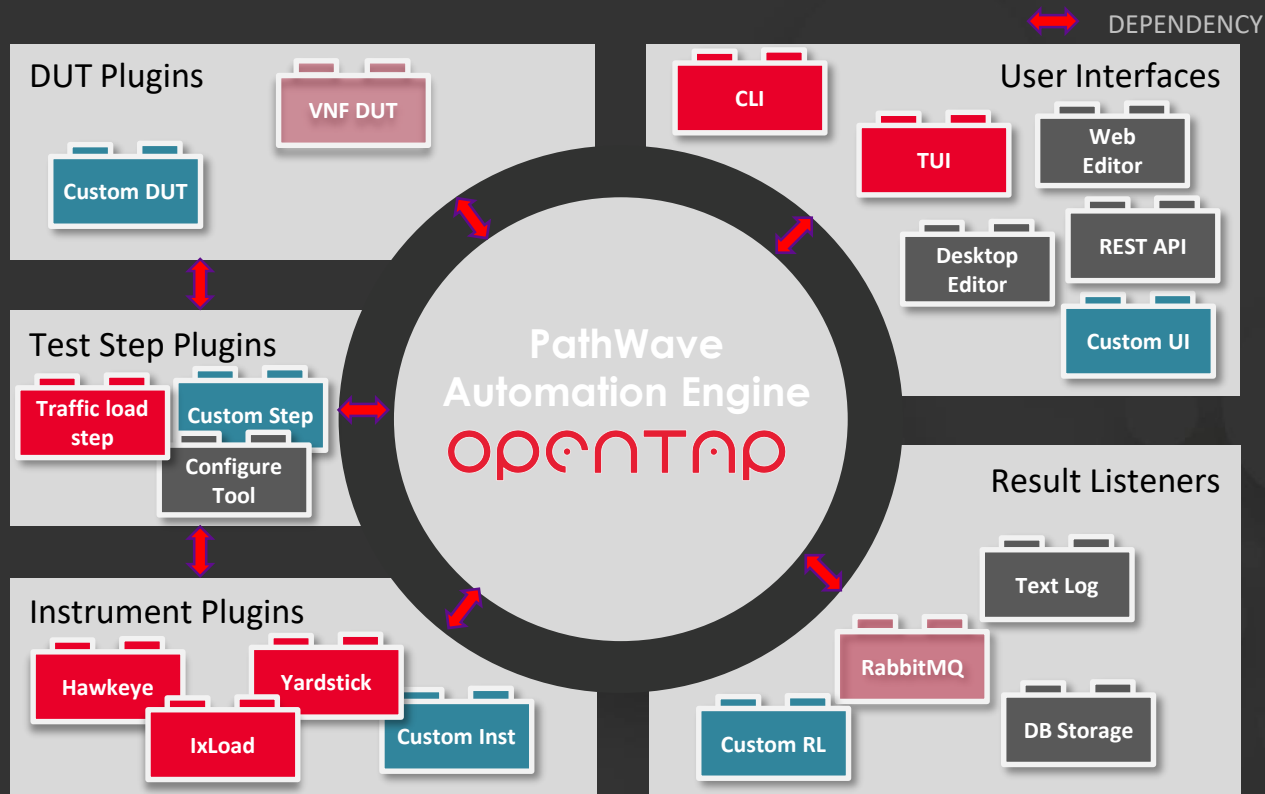 DEPENDENCY
DUT Plugins
VNF DUT
Custom DUT
User Interfaces
CLI
TUI
Web
Editor
Desktop
Editor
REST API
Custom UI
Test Step Plugins
Traffic load
step
Custom Step
Configure
Tool
PathWave
Automation Engine
OpenTAP
Instrument Plugins
Hawkeye
Yardstick
IxLoad
Custom Inst
Result Listeners
Text Log
RabbitMQ
Custom RL
DB Storage